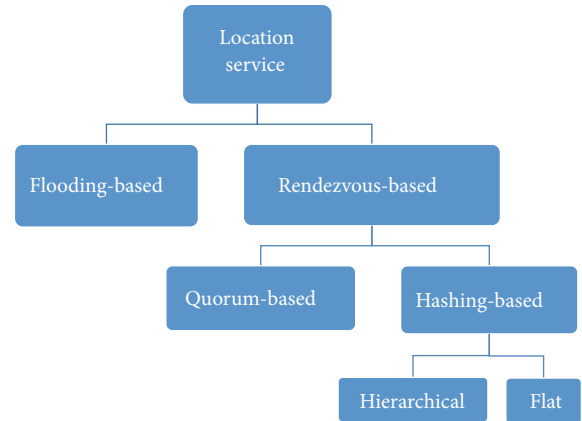 Location
service
Flooding-based
Rendezvous-based
Quorum-based
Hashing-based
Hierarchical
Flat